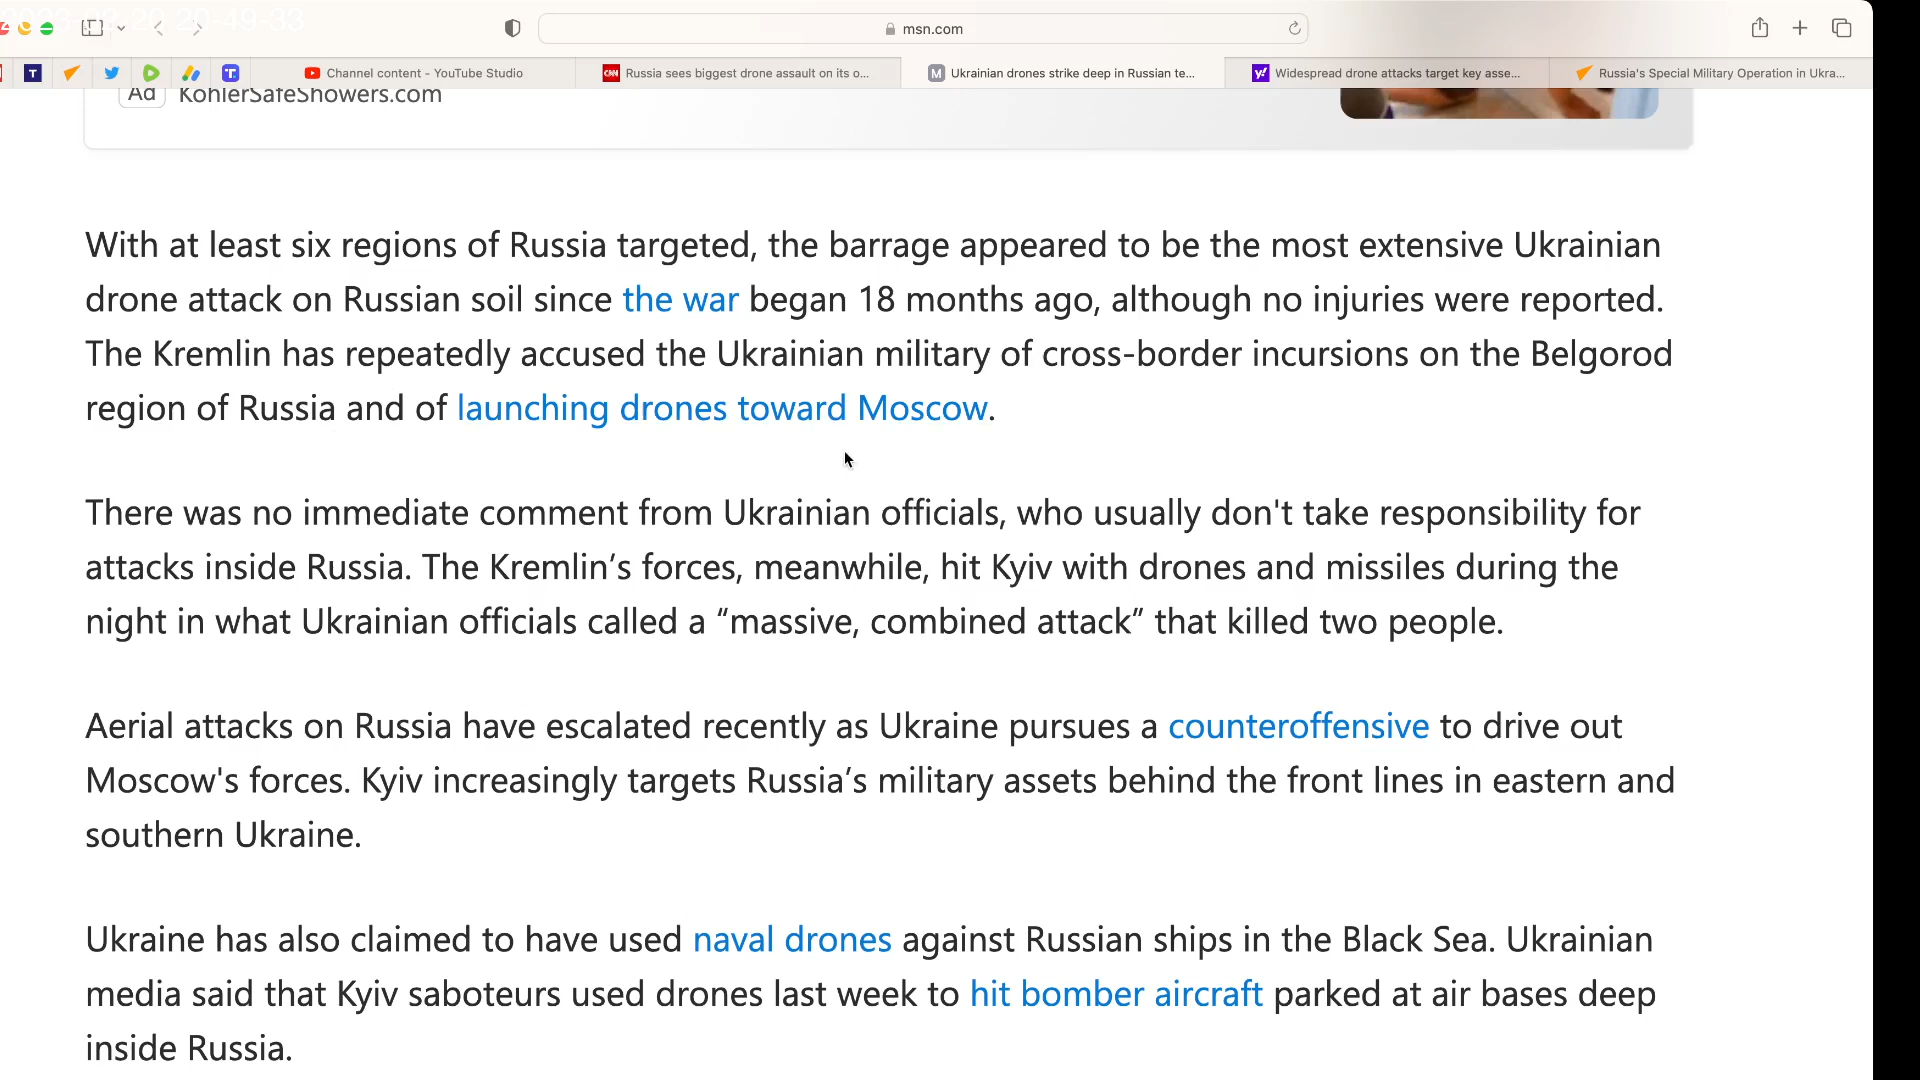 20-49-33
msn.com
T
T
Channel content - YouTube Studio
CNN
Russia sees biggest drone assault on its o...
M
Ukrainian drones strike deep in Russian te...
y!
Widespread drone attacks target key asse...
Russia's Special Military Operation in Ukra...
Ad KohlerSafeShowers.com
With at least six regions of Russia targeted, the barrage appeared to be the most extensive Ukrainian
drone attack on Russian soil since the war began 18 months ago, although no injuries were reported.
The Kremlin has repeatedly accused the Ukrainian military of cross-border incursions on the Belgorod
region of Russia and of launching drones toward Moscow.
There was no immediate comment from Ukrainian officials, who usually don't take responsibility for
attacks inside Russia. The Kremlin’s forces, meanwhile, hit Kyiv with drones and missiles during the
night in what Ukrainian officials called a “massive, combined attack” that killed two people.
Aerial attacks on Russia have escalated recently as Ukraine pursues a counteroffensive to drive out
Moscow's forces. Kyiv increasingly targets Russia’s military assets behind the front lines in eastern and
southern Ukraine.
Ukraine has also claimed to have used naval drones against Russian ships in the Black Sea. Ukrainian
media said that Kyiv saboteurs used drones last week to hit bomber aircraft parked at air bases deep
inside Russia.